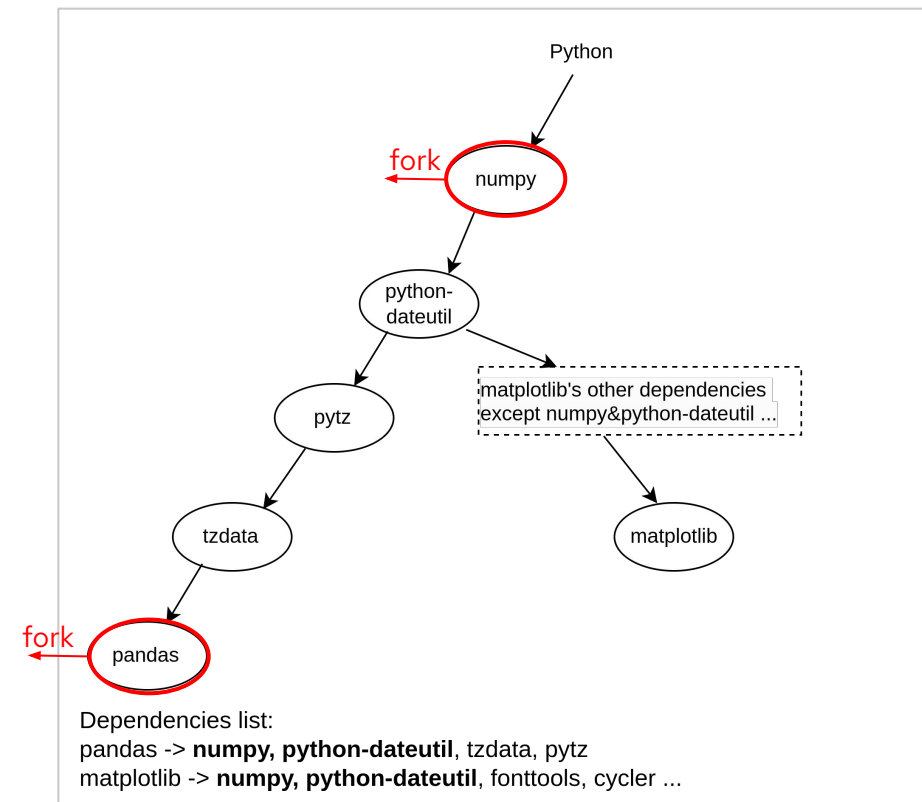 Python
fork
numpy
python-
dateutil
matplotlib's other dependencies
except numpy&python-dateutil ...
pytz
tzdata
matplotlib
fork
pandas
Dependencies list:
pandas -> numpy, python-dateutil, tzdata, pytz
matplotlib -> numpy, python-dateutil, fonttools, cycler ...